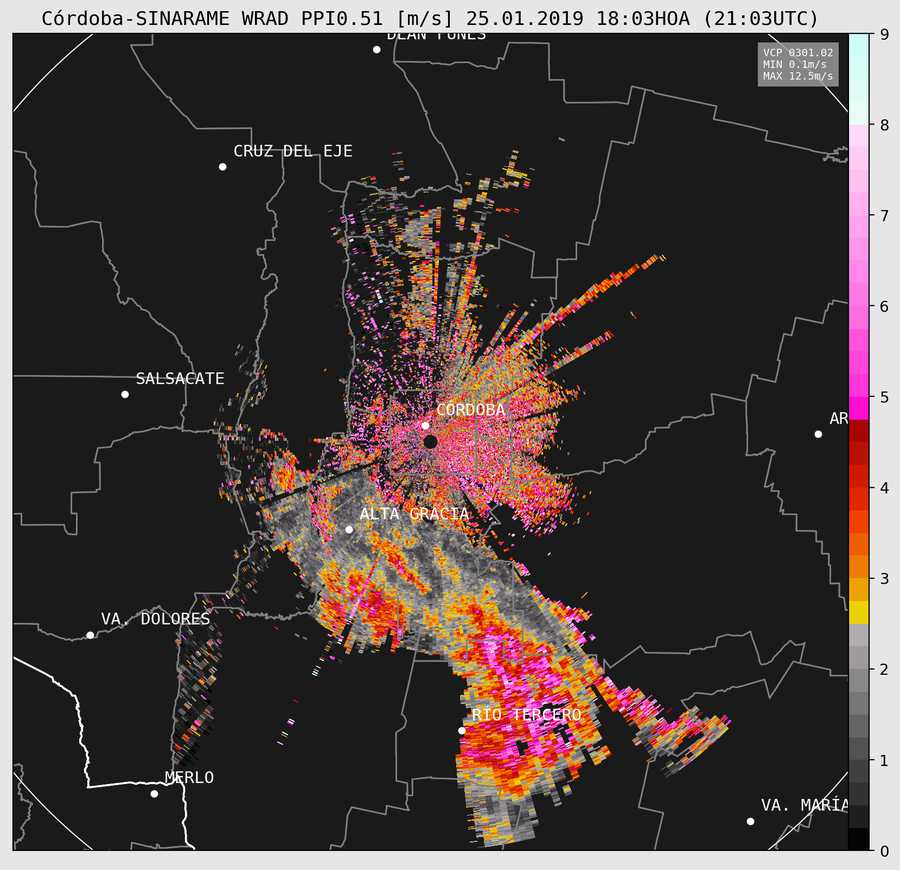 Córdoba-SINARAME WRAD PPI0.51 [m/s] 25.01.2019 18:03HOA (21:03UTC)
DEAN FUNES
VCP 0301.02
MIN 0.1m/s
MAX 12.5m/s
9
8
CRUZ DEL EJE
7
6
SALSACATE
5
CORDOBA
AR
4
ALTA GRACIA
3
VA. DOLORES
2
RÍO TERCERO
MERLO
1
VA. MARÍA
0